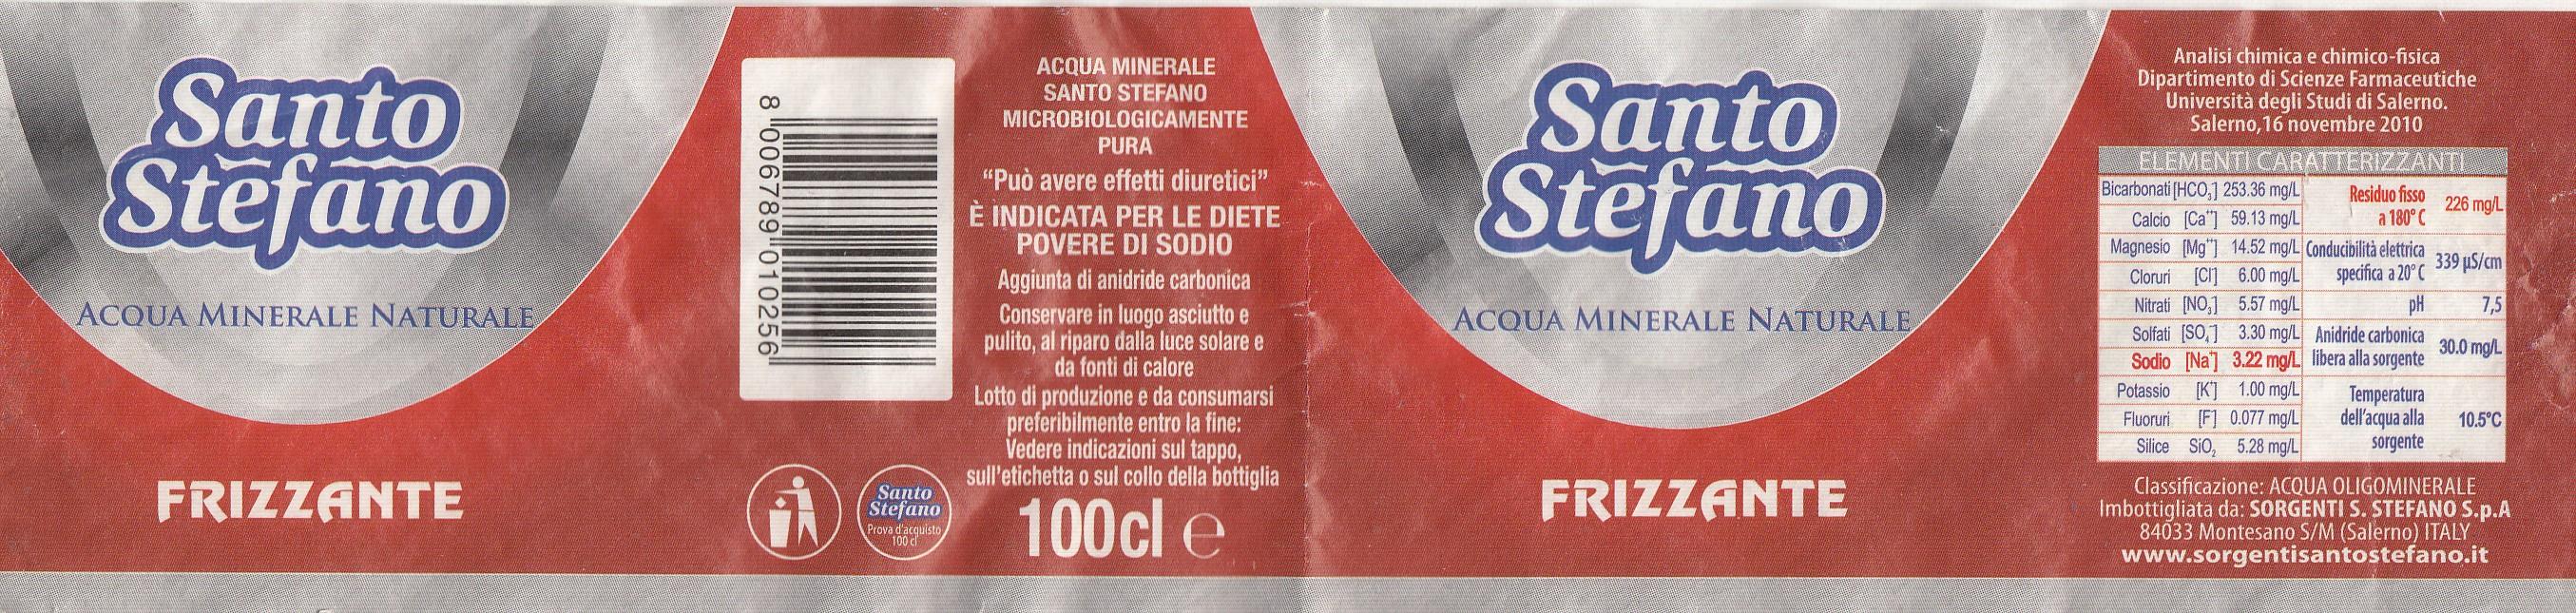 Santo
Stefano
ACQUA MINERALE NATURALE
FRIZZANTE
8 006789 010256
Santo
Stefano
Prova d'acquisto
100 cl
ACQUA MINERALE
SANTO STEFANO
MICROBIOLOGICAMENTE
PURA
“Può avere effetti diuretici”
È INDICATA PER LE DIETE
POVERE DI SODIO
Aggiunta di anidride carbonica
Conservare in luogo asciutto e
pulito, al riparo dalla luce solare e
da fonti di calore
Lotto di produzione e da consumarsi
preferibilmente entro la fine:
Vedere indicazioni sul tappo,
sull'etichetta o sul collo della bottiglia
100 cl e
Santo
Stefano
ACQUA MINERALE NATURALE
FRIZZANTE
Analisi chimica e chimico-fisica
Dipartimento di Scienze Farmaceutiche
Università degli Studi di Salerno.
Salerno,16 novembre 2010
ELEMENTI CARATTERIZZANTI
Bicarbonati [HCO₃⁻] 253.36 mg/L
Calcio [Ca⁺⁺] 59.13 mg/L
Magnesio [Mg⁺⁺] 14.52 mg/L
Cloruri [Cl⁻] 6.00 mg/L
Nitrati [NO₃⁻] 5.57 mg/L
Solfati [SO₄⁻] 3.30 mg/L
Sodio [Na⁺] 3.22 mg/L
Potassio [K⁺] 1.00 mg/L
Fluoruri [F⁻] 0.077 mg/L
Silice SiO₂ 5.28 mg/L
Residuo fisso
a 180° C 226 mg/L
Conducibilità elettrica
specifica a 20° C 339 µS/cm
pH 7,5
Anidride carbonica
libera alla sorgente 30.0 mg/L
Temperatura
dell'acqua alla 10.5°C
sorgente
Classificazione: ACQUA OLIGOMINERALE
Imbottigliata da: SORGENTI S. STEFANO S.p.A
84033 Montesano S/M (Salerno) ITALY
www.sorgentisantostefano.it